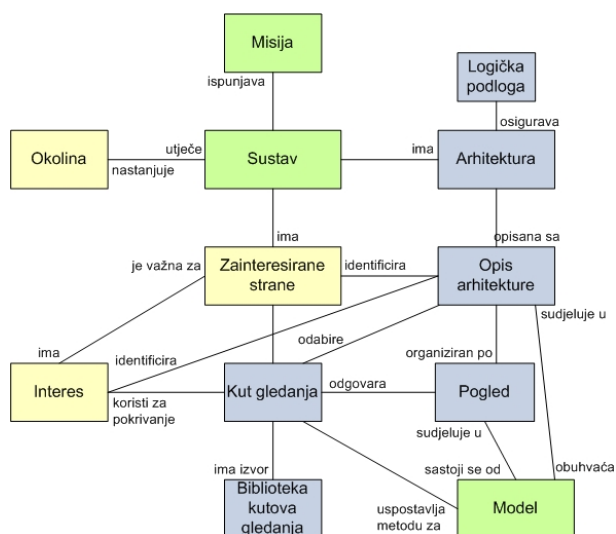 Misija
Logička
podloga
ispunjava
osigurava
Okolina
utječe
nastanjuje
Sustav
ima
Arhitektura
ima
opisana sa
je važna za
Zainteresirane
strane
identificira
Opis
arhitekture
sudjeluje u
odabire
ima
identificira
organiziran po
Interes
koristi za
pokrivanje
Kut gledanja
odgovara
Pogled
sudjeluje u
ima izvor
sastoji se od
obuhvaća
Biblioteka
kutova
gledanja
uspostavlja
metodu za
Model